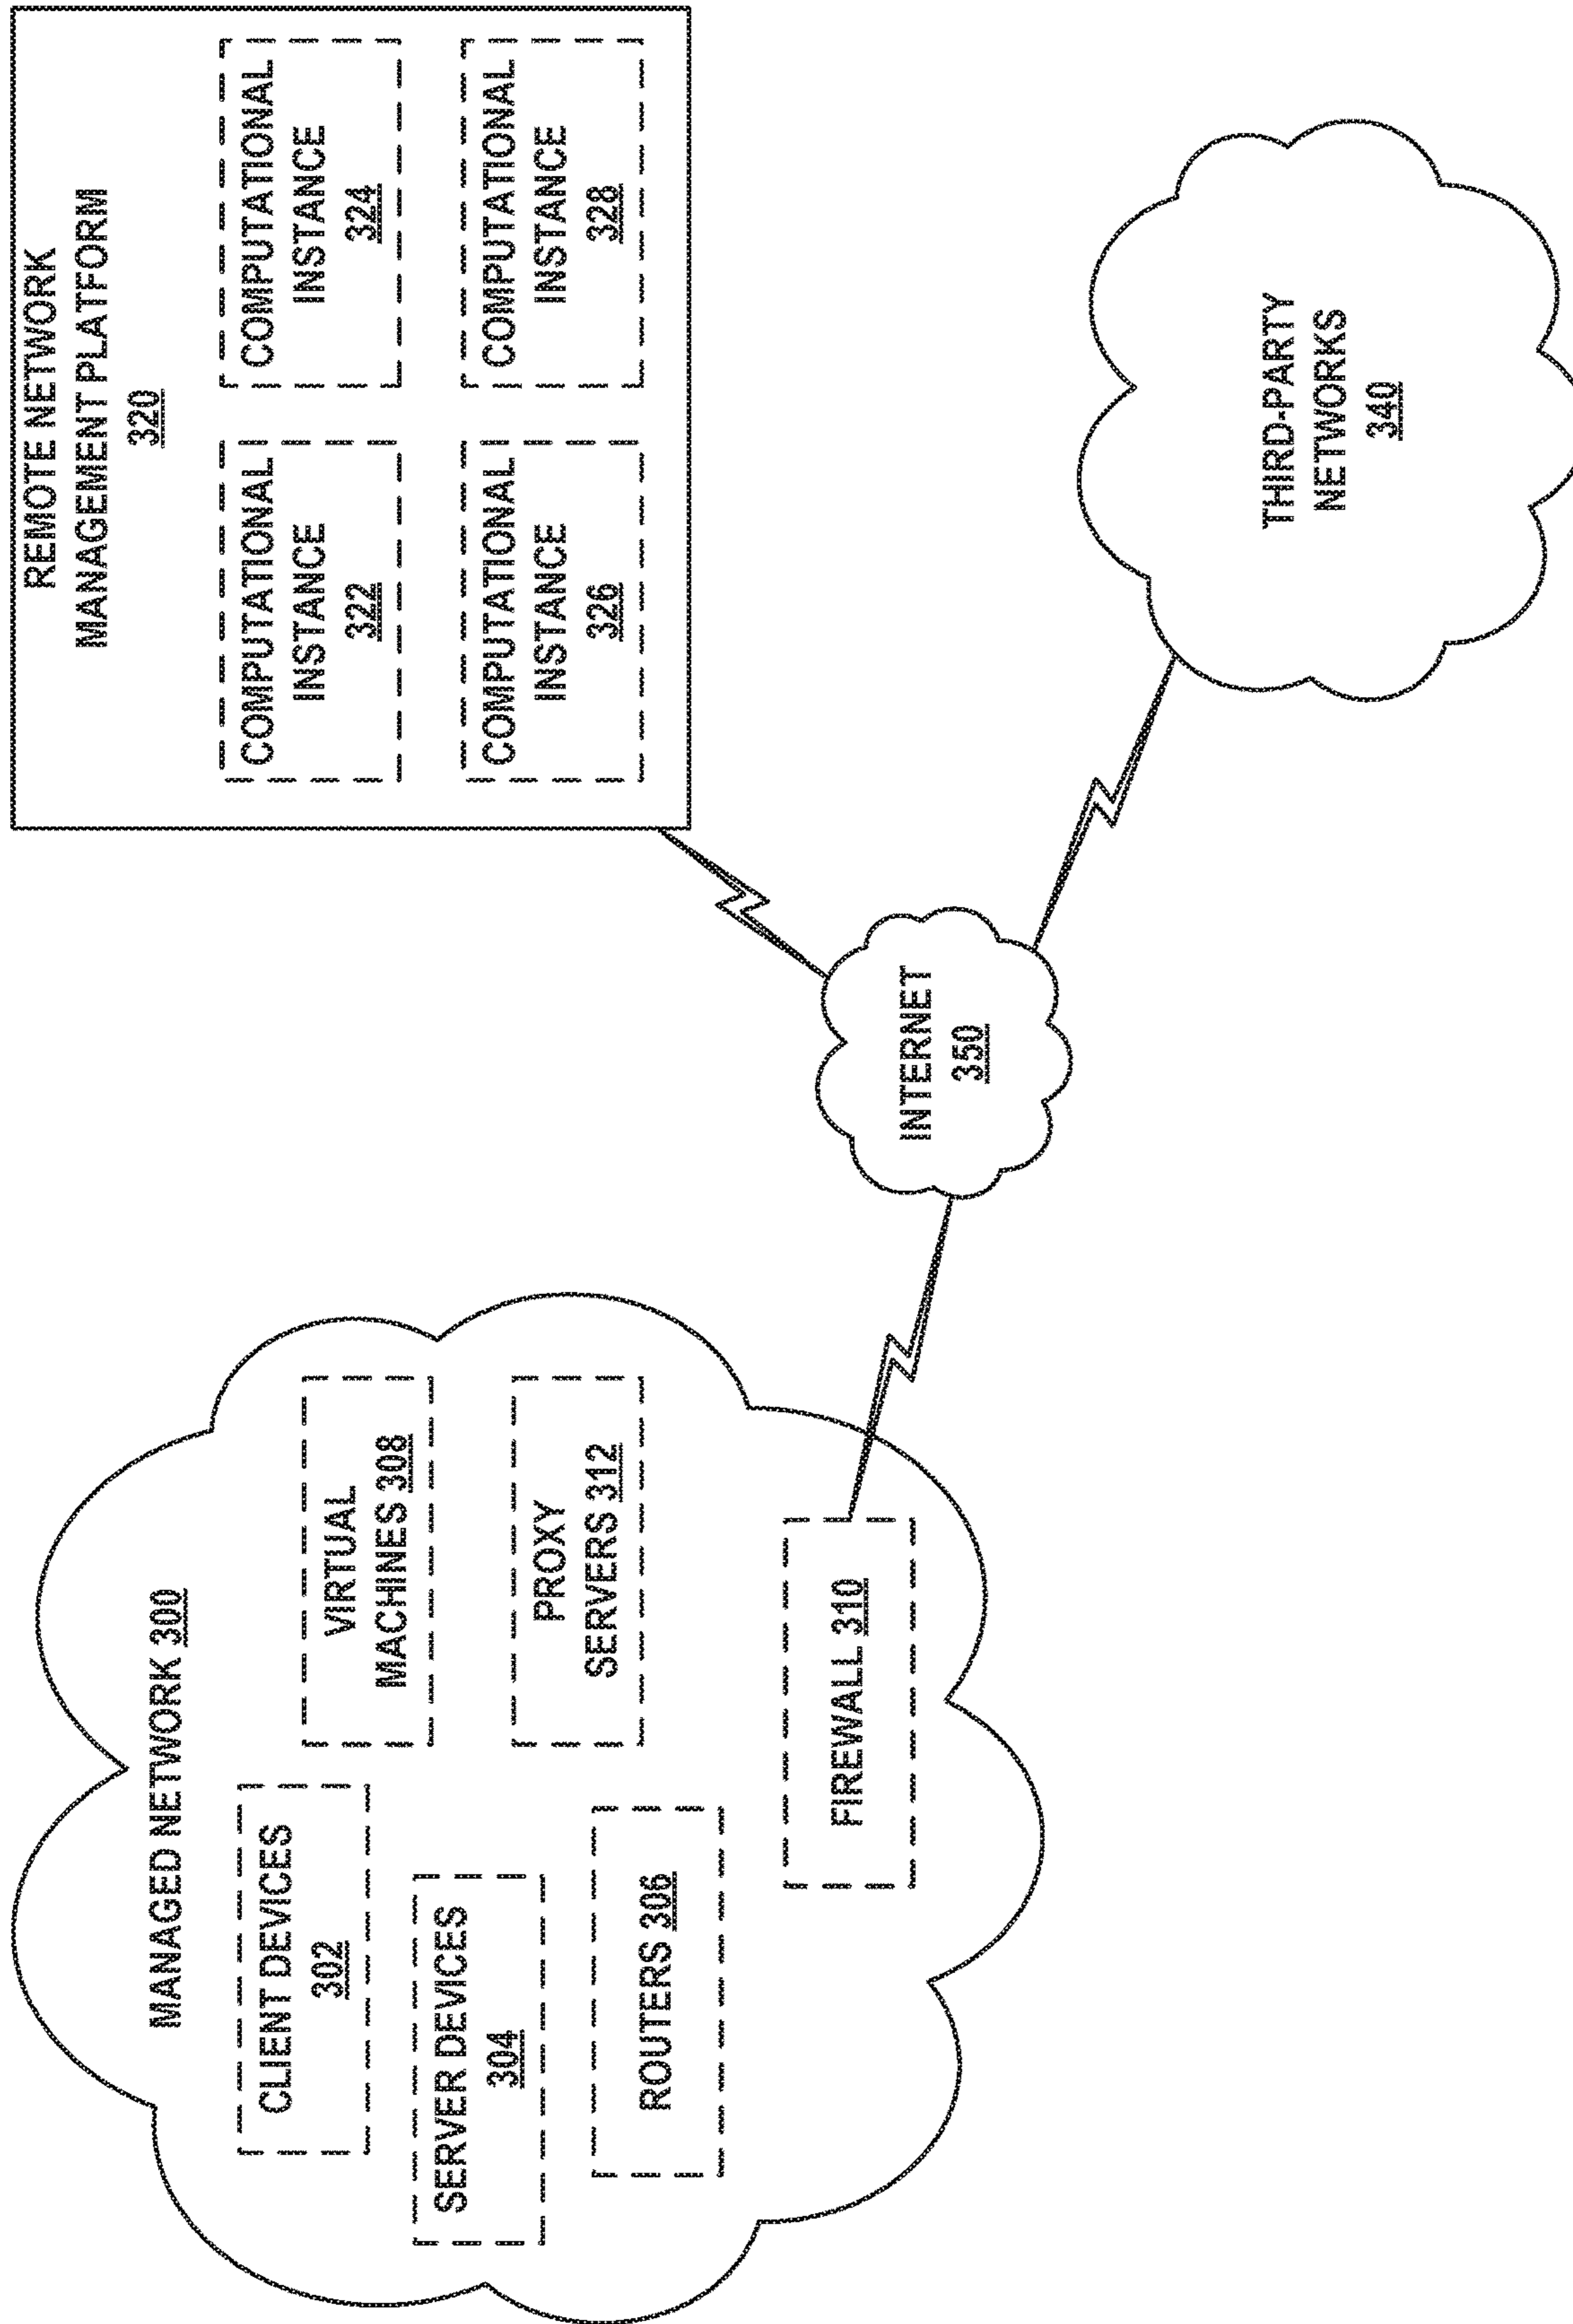 MANAGED NETWORK 300
CLIENT DEVICES
302
SERVER DEVICES
304
ROUTERS 306
VIRTUAL
MACHINES 308
PROXY
SERVERS 312
FIREWALL 310
INTERNET
350
REMOTE NETWORK
MANAGEMENT PLATFORM
320
COMPUTATIONAL
INSTANCE
322
COMPUTATIONAL
INSTANCE
324
COMPUTATIONAL
INSTANCE
326
COMPUTATIONAL
INSTANCE
328
THIRD-PARTY
NETWORKS
340